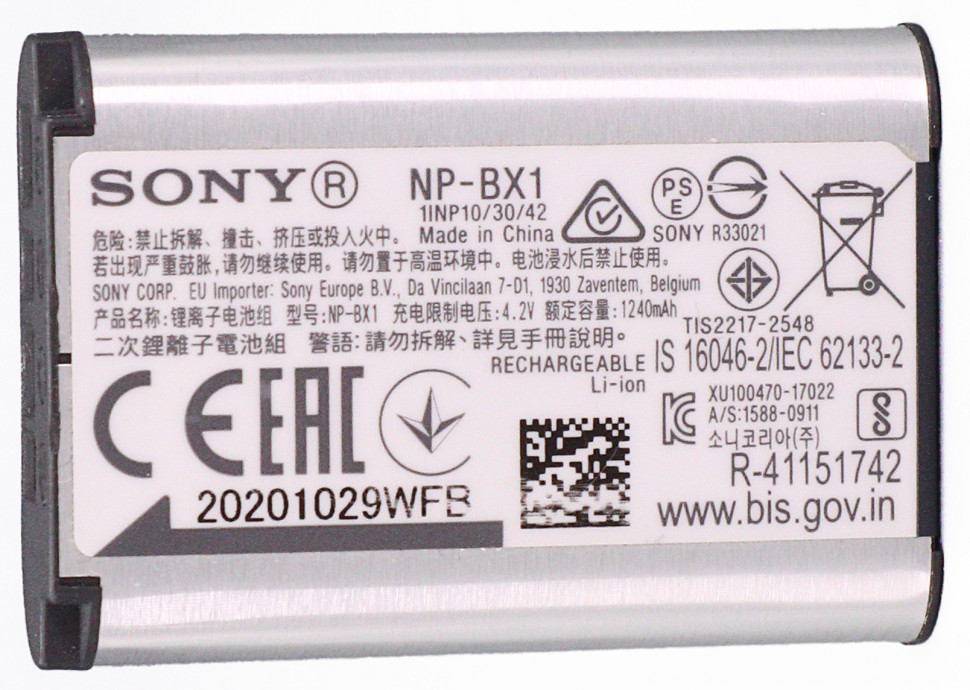 SONY® NP-BX1
1INP10/30/42
PS E
危险:禁止拆解、撞击、挤压或投入火中。 Made in China SONY R33021
若出现严重鼓胀,请勿继续使用。请勿置于高温环境中。电池浸水后禁止使用。
SONY CORP. EU Importer: Sony Europe B.V., Da Vincilaan 7-D1, 1930 Zaventem, Belgium
产品名称:锂离子电池组 型号:NP-BX1 充电限制电压:4.2V 额定容量:1240mAh
TIS2217-2548
二次鋰離子電池組 警語:請勿拆解、詳見手冊說明。
RECHARGEABLE IS 16046-2/IEC 62133-2
Li-ion
CE EAC
XU100470-17022
A/S:1588-0911
소니코리아(주)
R-41151742
20201029WFB
www.bis.gov.in